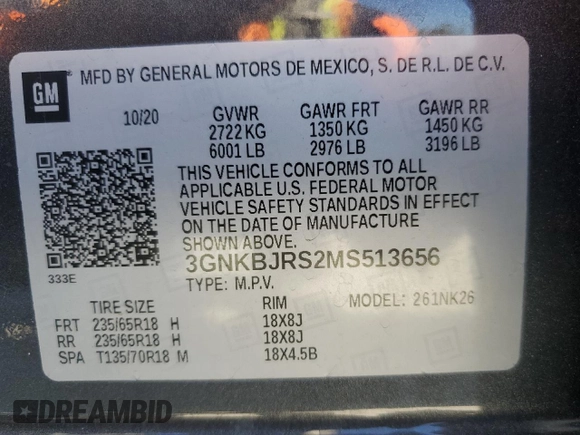 GM
MFD BY GENERAL MOTORS DE MEXICO, S. DE R.L. DE C.V.
10/20 GVWR GAWR FRT GAWR RR
2722 KG 1350 KG 1450 KG
6001 LB 2976 LB 3196 LB
THIS VEHICLE CONFORMS TO ALL
APPLICABLE U.S. FEDERAL MOTOR
VEHICLE SAFETY STANDARDS IN EFFECT
ON THE DATE OF MANUFACTURE
SHOWN ABOVE.
333E
3GNKBJRS2MS513656
TYPE: M.P.V. MODEL: 261NK26
TIRE SIZE RIM
FRT 235/65R18 H 18X8J
RR 235/65R18 H 18X8J
SPA T135/70R18 M 18X4.5B
DREAMBID